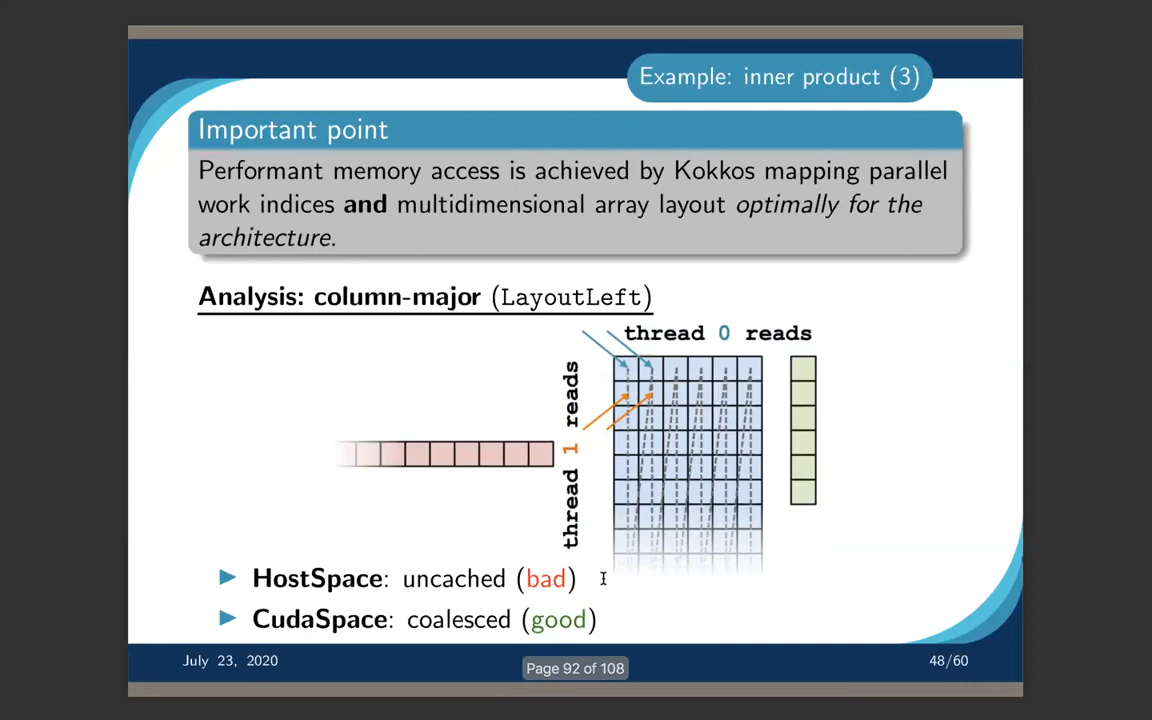 Example: inner product (3)
Important point
Performant memory access is achieved by Kokkos mapping parallel
work indices and multidimensional array layout optimally for the
architecture.
Analysis: column-major (LayoutLeft)
thread 0 reads
thread 1 reads
HostSpace: uncached (bad)
CudaSpace: coalesced (good)
July 23, 2020
Page 92 of 108
48/60